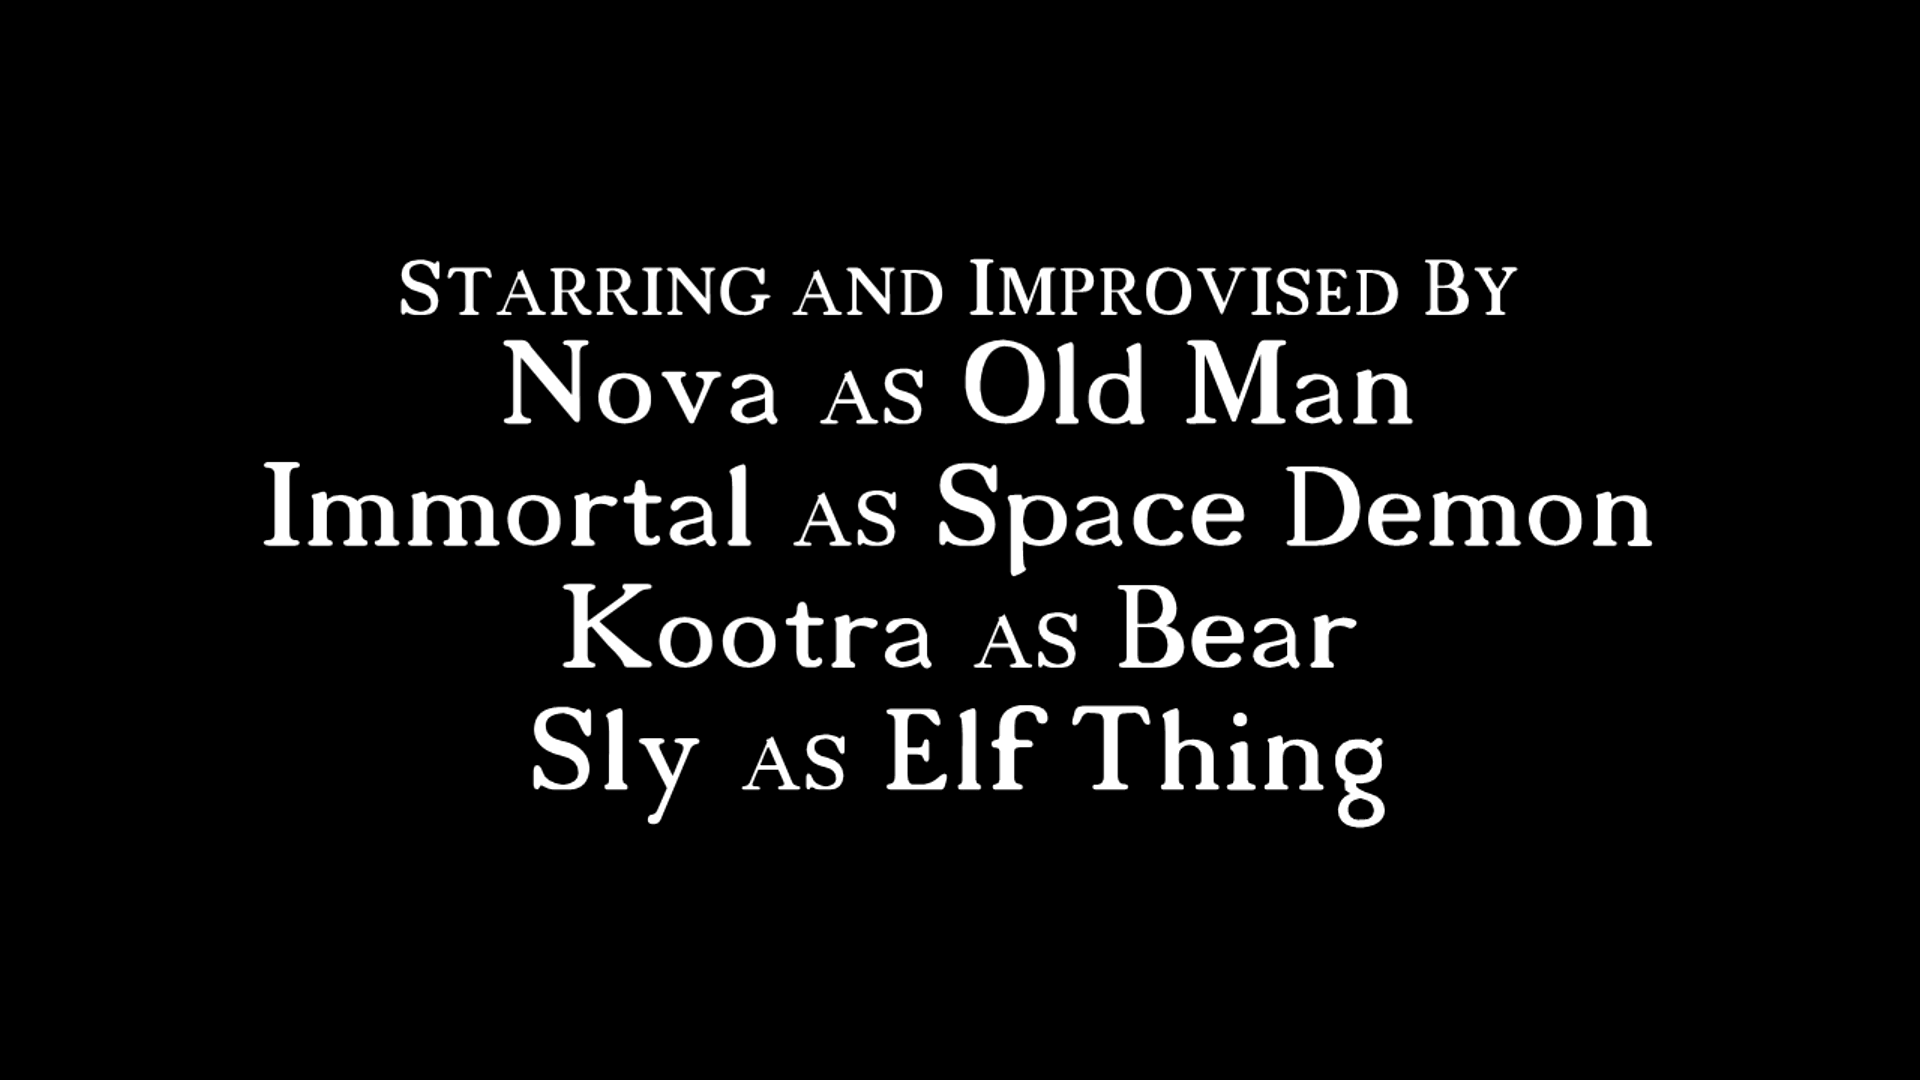 Starring and Improvised By
Nova as Old Man
Immortal as Space Demon
Kootra as Bear
Sly as Elf Thing